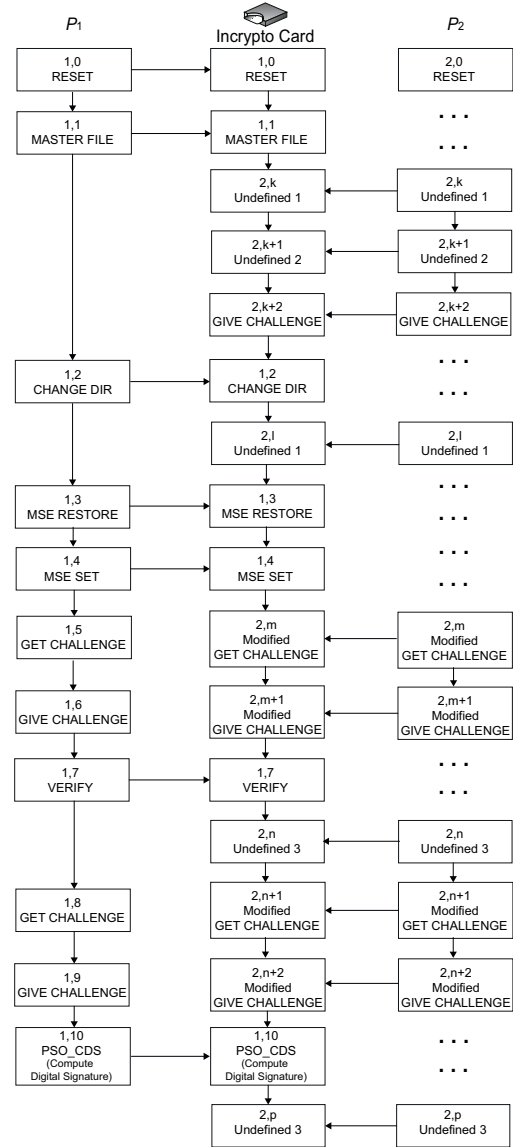 P1
Incrypto Card
P2
1,0
RESET
1,0
RESET
2,0
RESET
. . .
1,1
MASTER FILE
1,1
MASTER FILE
. . .
2,k
Undefined 1
2,k
Undefined 1
2,k+1
Undefined 2
2,k+1
Undefined 2
2,k+2
GIVE CHALLENGE
2,k+2
GIVE CHALLENGE
. . .
1,2
CHANGE DIR
1,2
CHANGE DIR
. . .
2,l
Undefined 1
2,l
Undefined 1
. . .
1,3
MSE RESTORE
1,3
MSE RESTORE
. . .
. . .
1,4
MSE SET
1,4
MSE SET
. . .
1,5
GET CHALLENGE
2,m
Modified
GET CHALLENGE
2,m
Modified
GET CHALLENGE
1,6
GIVE CHALLENGE
2,m+1
Modified
GIVE CHALLENGE
2,m+1
Modified
GIVE CHALLENGE
1,7
VERIFY
1,7
VERIFY
. . .
. . .
2,n
Undefined 3
2,n
Undefined 3
1,8
GET CHALLENGE
2,n+1
Modified
GET CHALLENGE
2,n+1
Modified
GET CHALLENGE
1,9
GIVE CHALLENGE
2,n+2
Modified
GIVE CHALLENGE
2,n+2
Modified
GIVE CHALLENGE
1,10
PSO_CDS
(Compute
Digital Signature)
1,10
PSO_CDS
(Compute
Digital Signature)
. . .
. . .
2,p
Undefined 3
2,p
Undefined 3